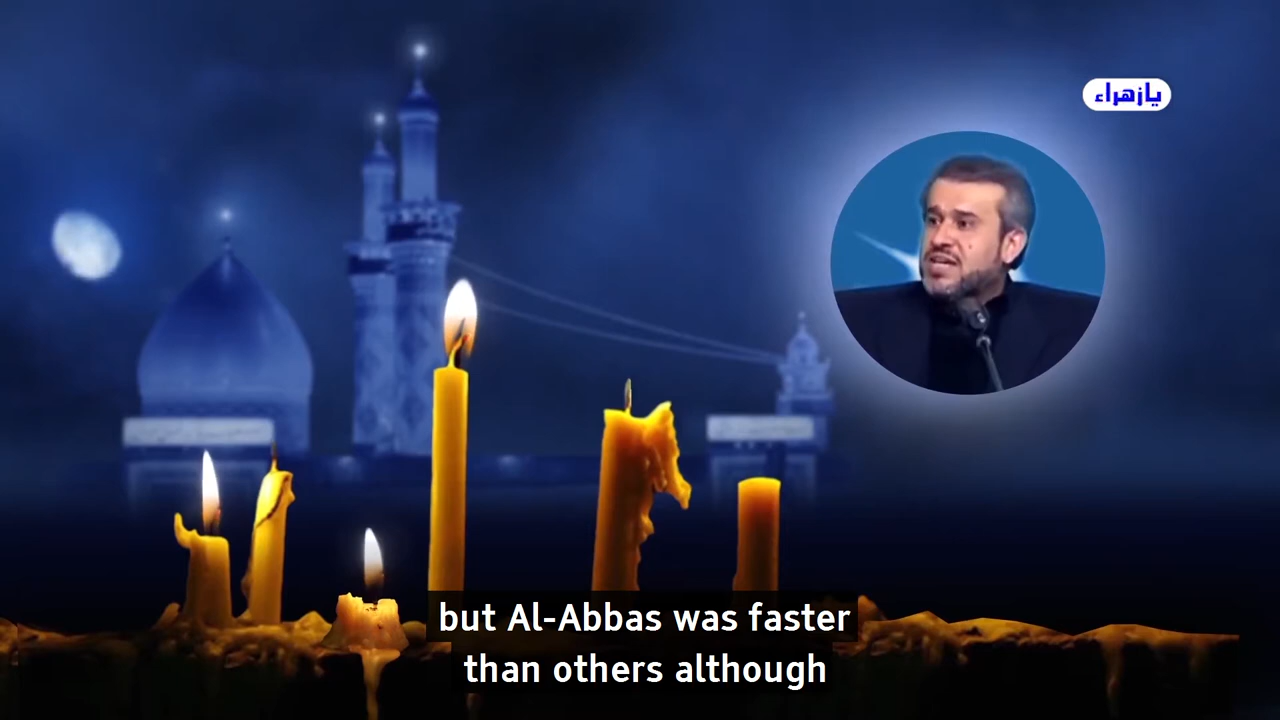 يازهراء
but Al-Abbas was faster
than others although